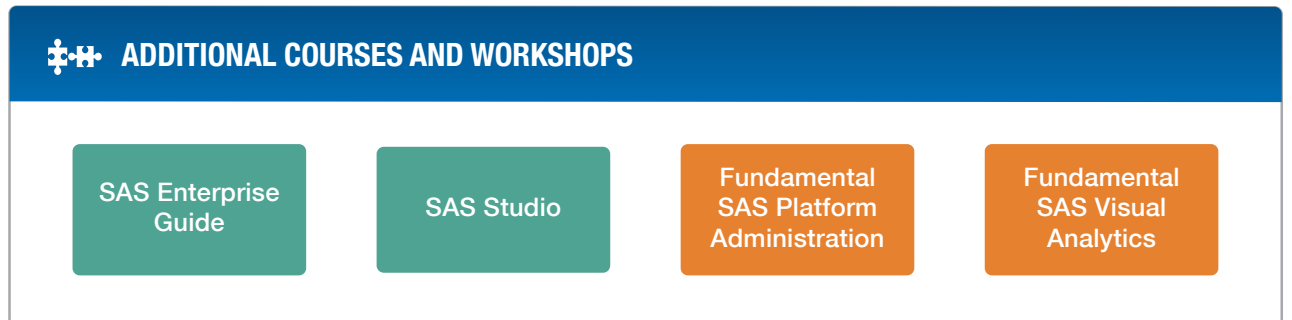 ADDITIONAL COURSES AND WORKSHOPS
SAS Enterprise
Guide
SAS Studio
Fundamental
SAS Platform
Administration
Fundamental
SAS Visual
Analytics